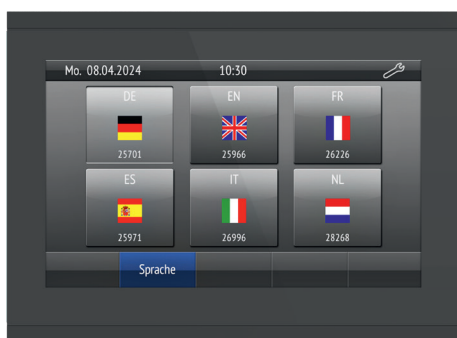 Mo. 08.04.2024 10:30
DE EN FR
25701 25966 26226
ES IT NL
25971 26996 28268
Sprache